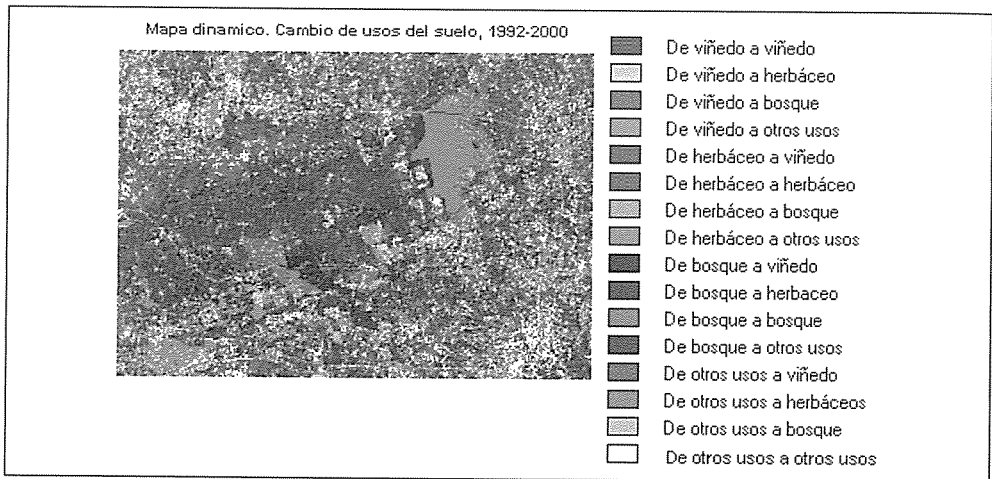 Mapa dinamico. Cambio de usos del suelo, 1992-2000
De viñedo a viñedo
De viñedo a herbáceo
De viñedo a bosque
De viñedo a otros usos
De herbáceo a viñedo
De herbáceo a herbáceo
De herbáceo a bosque
De herbáceo a otros usos
De bosque a viñedo
De bosque a herbaceo
De bosque a bosque
De bosque a otros usos
De otros usos a viñedo
De otros usos a herbáceos
De otros usos a bosque
De otros usos a otros usos